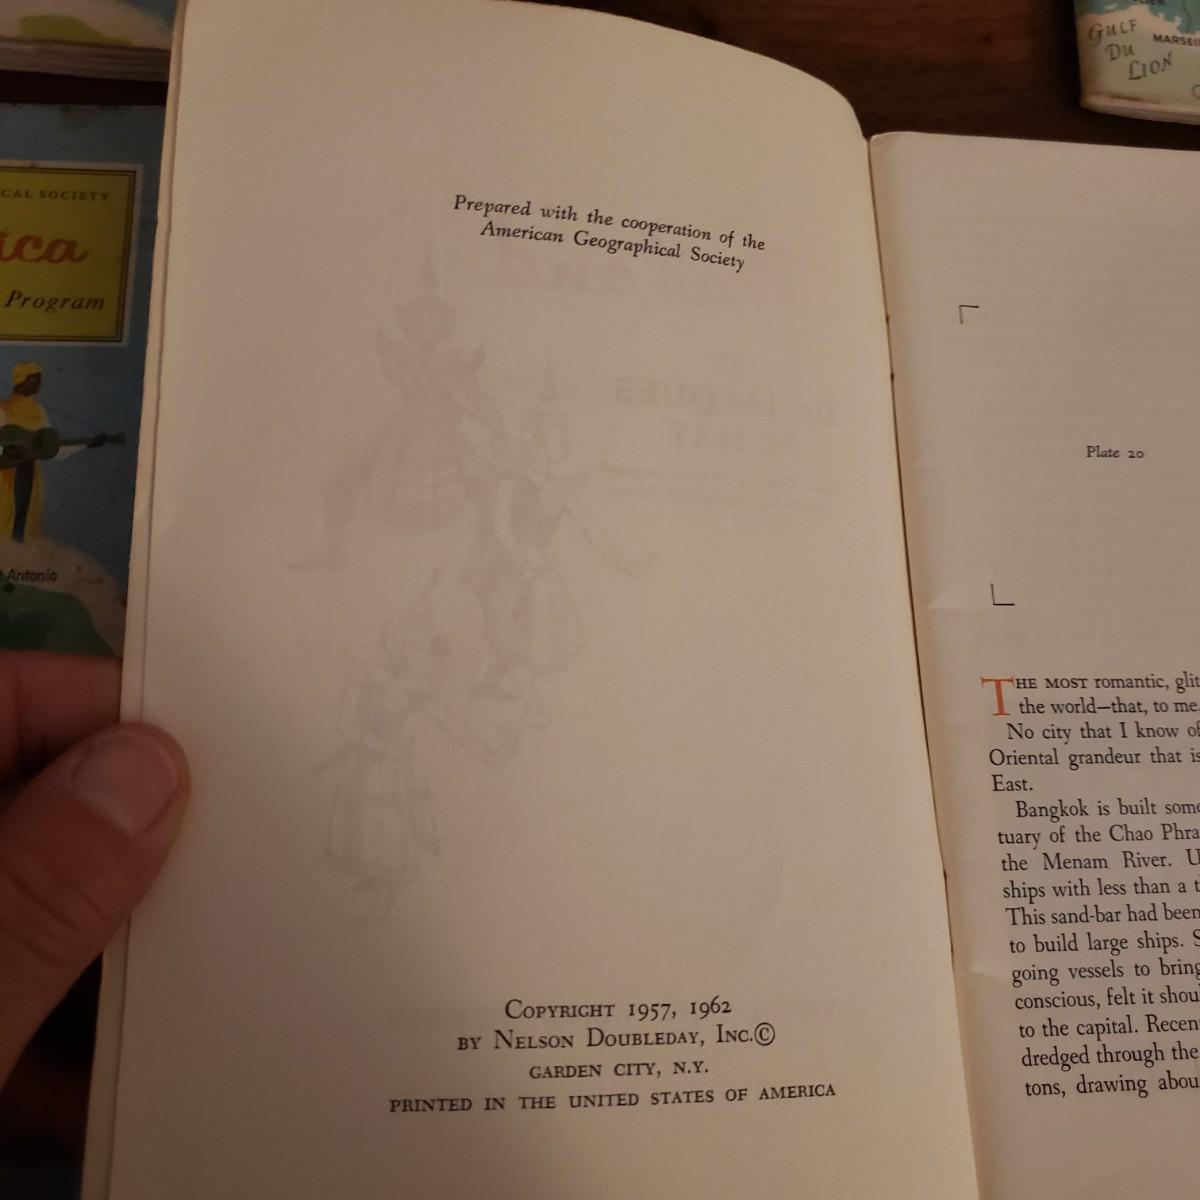 GULF
DU
LION
CAL SOCIETY
ica
Program
Antonio
Prepared with the cooperation of the
American Geographical Society
COPYRIGHT 1957, 1962
BY NELSON DOUBLEDAY, INC.©
GARDEN CITY, N.Y.
PRINTED IN THE UNITED STATES OF AMERICA
Plate 20
THE MOST romantic, glit
the world—that, to me,
No city that I know of
Oriental grandeur that is
East.
Bangkok is built some
tuary of the Chao Phra
the Menam River. U
ships with less than a t
This sand-bar had been
to build large ships. S
going vessels to bring
conscious, felt it shou
to the capital. Recen
dredged through the
tons, drawing abou